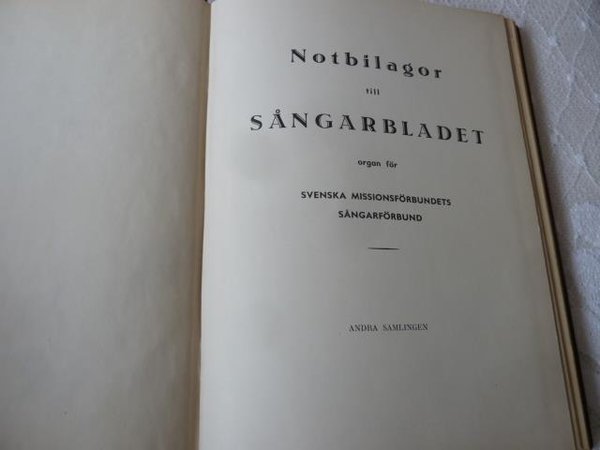 Notbilagor
till
SÅNGARBLADET
organ för
SVENSKA MISSIONSFÖRBUNDETS
SÅNGARFÖRBUND
ANDRA SAMLINGEN